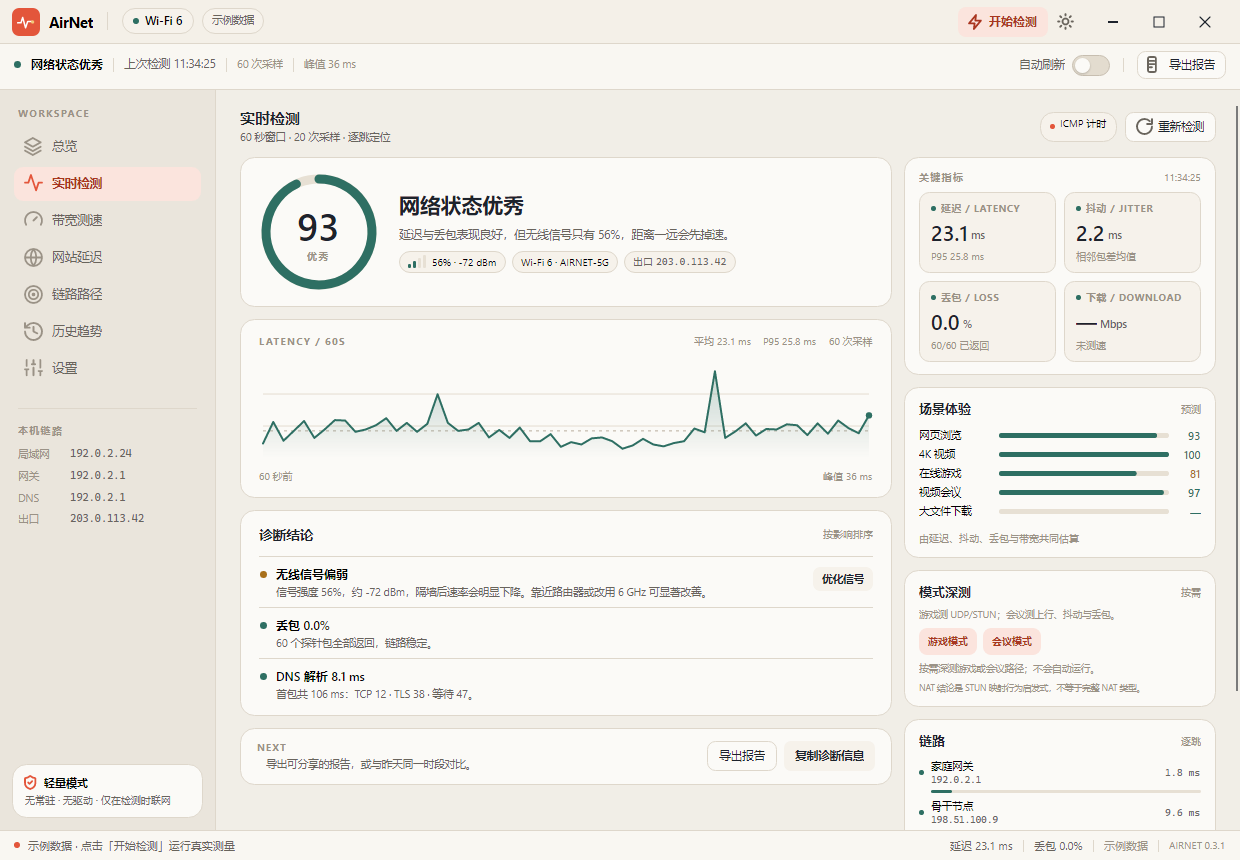 AirNet
Wi-Fi 6
示例数据
开始检测
网络状态优秀
上次检测 11:34:25
60 次采样
峰值 36 ms
自动刷新
导出报告
WORKSPACE
总览
实时检测
带宽测速
网站延迟
链路路径
历史趋势
设置
本机链路
局域网 192.0.2.24
网关 192.0.2.1
DNS 192.0.2.1
出口 203.0.113.42
轻量模式
无常驻 · 无驱动 · 仅在检测时联网
实时检测
60 秒窗口 · 20 次采样 · 逐跳定位
ICMP 计时
重新检测
93
优秀
网络状态优秀
延迟与丢包表现良好，但无线信号只有 56%，距离一远会先掉速。
56% · -72 dBm
Wi-Fi 6 · AIRNET-5G
出口 203.0.113.42
LATENCY / 60S
平均 23.1 ms P95 25.8 ms 60 次采样
60 秒前
峰值 36 ms
诊断结论
按影响排序
无线信号偏弱
信号强度 56%，约 -72 dBm，隔墙后速率会明显下降。靠近路由器或改用 6 GHz 可显著改善。
优化信号
丢包 0.0%
60 个探针包全部返回，链路稳定。
DNS 解析 8.1 ms
首包共 106 ms：TCP 12 · TLS 38 · 等待 47。
NEXT
导出可分享的报告，或与昨天同一时段对比。
导出报告
复制诊断信息
关键指标
11:34:25
延迟 / LATENCY
23.1 ms
P95 25.8 ms
抖动 / JITTER
2.2 ms
相邻包差均值
丢包 / LOSS
0.0 %
60/60 已返回
下载 / DOWNLOAD
— Mbps
未测速
场景体验
预测
网页浏览 93
4K 视频 100
在线游戏 81
视频会议 97
大文件下载 —
由延迟、抖动、丢包与带宽共同估算
模式深测
按需
游戏测 UDP/STUN；会议测上行、抖动与丢包。
游戏模式
会议模式
按需深测游戏或会议路径；不会自动运行。
NAT 结论是 STUN 映射行为启发式，不等于完整 NAT 类型。
链路
逐跳
家庭网关
192.0.2.1
1.8 ms
骨干节点
198.51.100.9
9.6 ms
示例数据 · 点击「开始检测」运行真实测量
延迟 23.1 ms
丢包 0.0%
示例数据
AIRNET 0.3.1